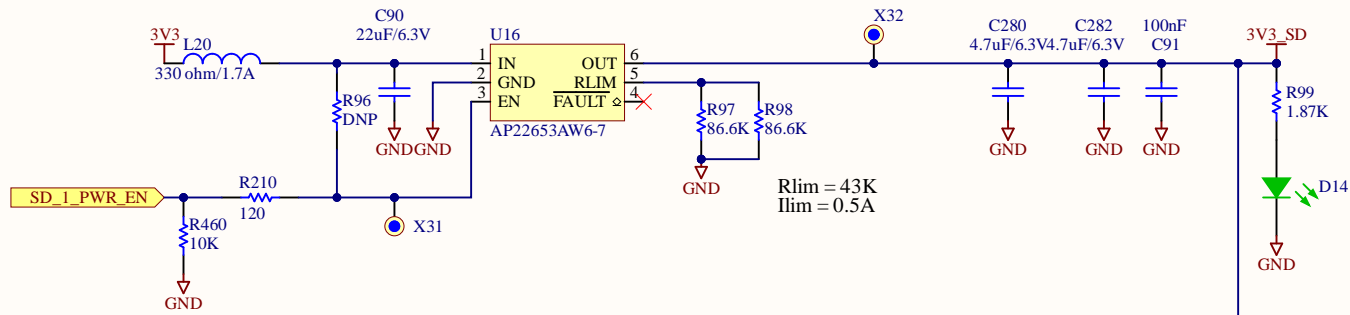 C90
22uF/6.3V
3V3
L20
330 ohm/1.7A
R96
DNP
GND
GND
U16
1
IN
2
GND
3
EN
OUT
6
RLIM
5
FAULT
4
AP22653AW6-7
X32
R97
86.6K
R98
86.6K
GND
Rlim = 43K
Ilim = 0.5A
C280
4.7uF/6.3V
GND
C282
4.7uF/6.3V
GND
100nF
C91
GND
3V3_SD
R99
1.87K
D14
GND
SD_1_PWR_EN
R210
120
X31
R460
10K
GND